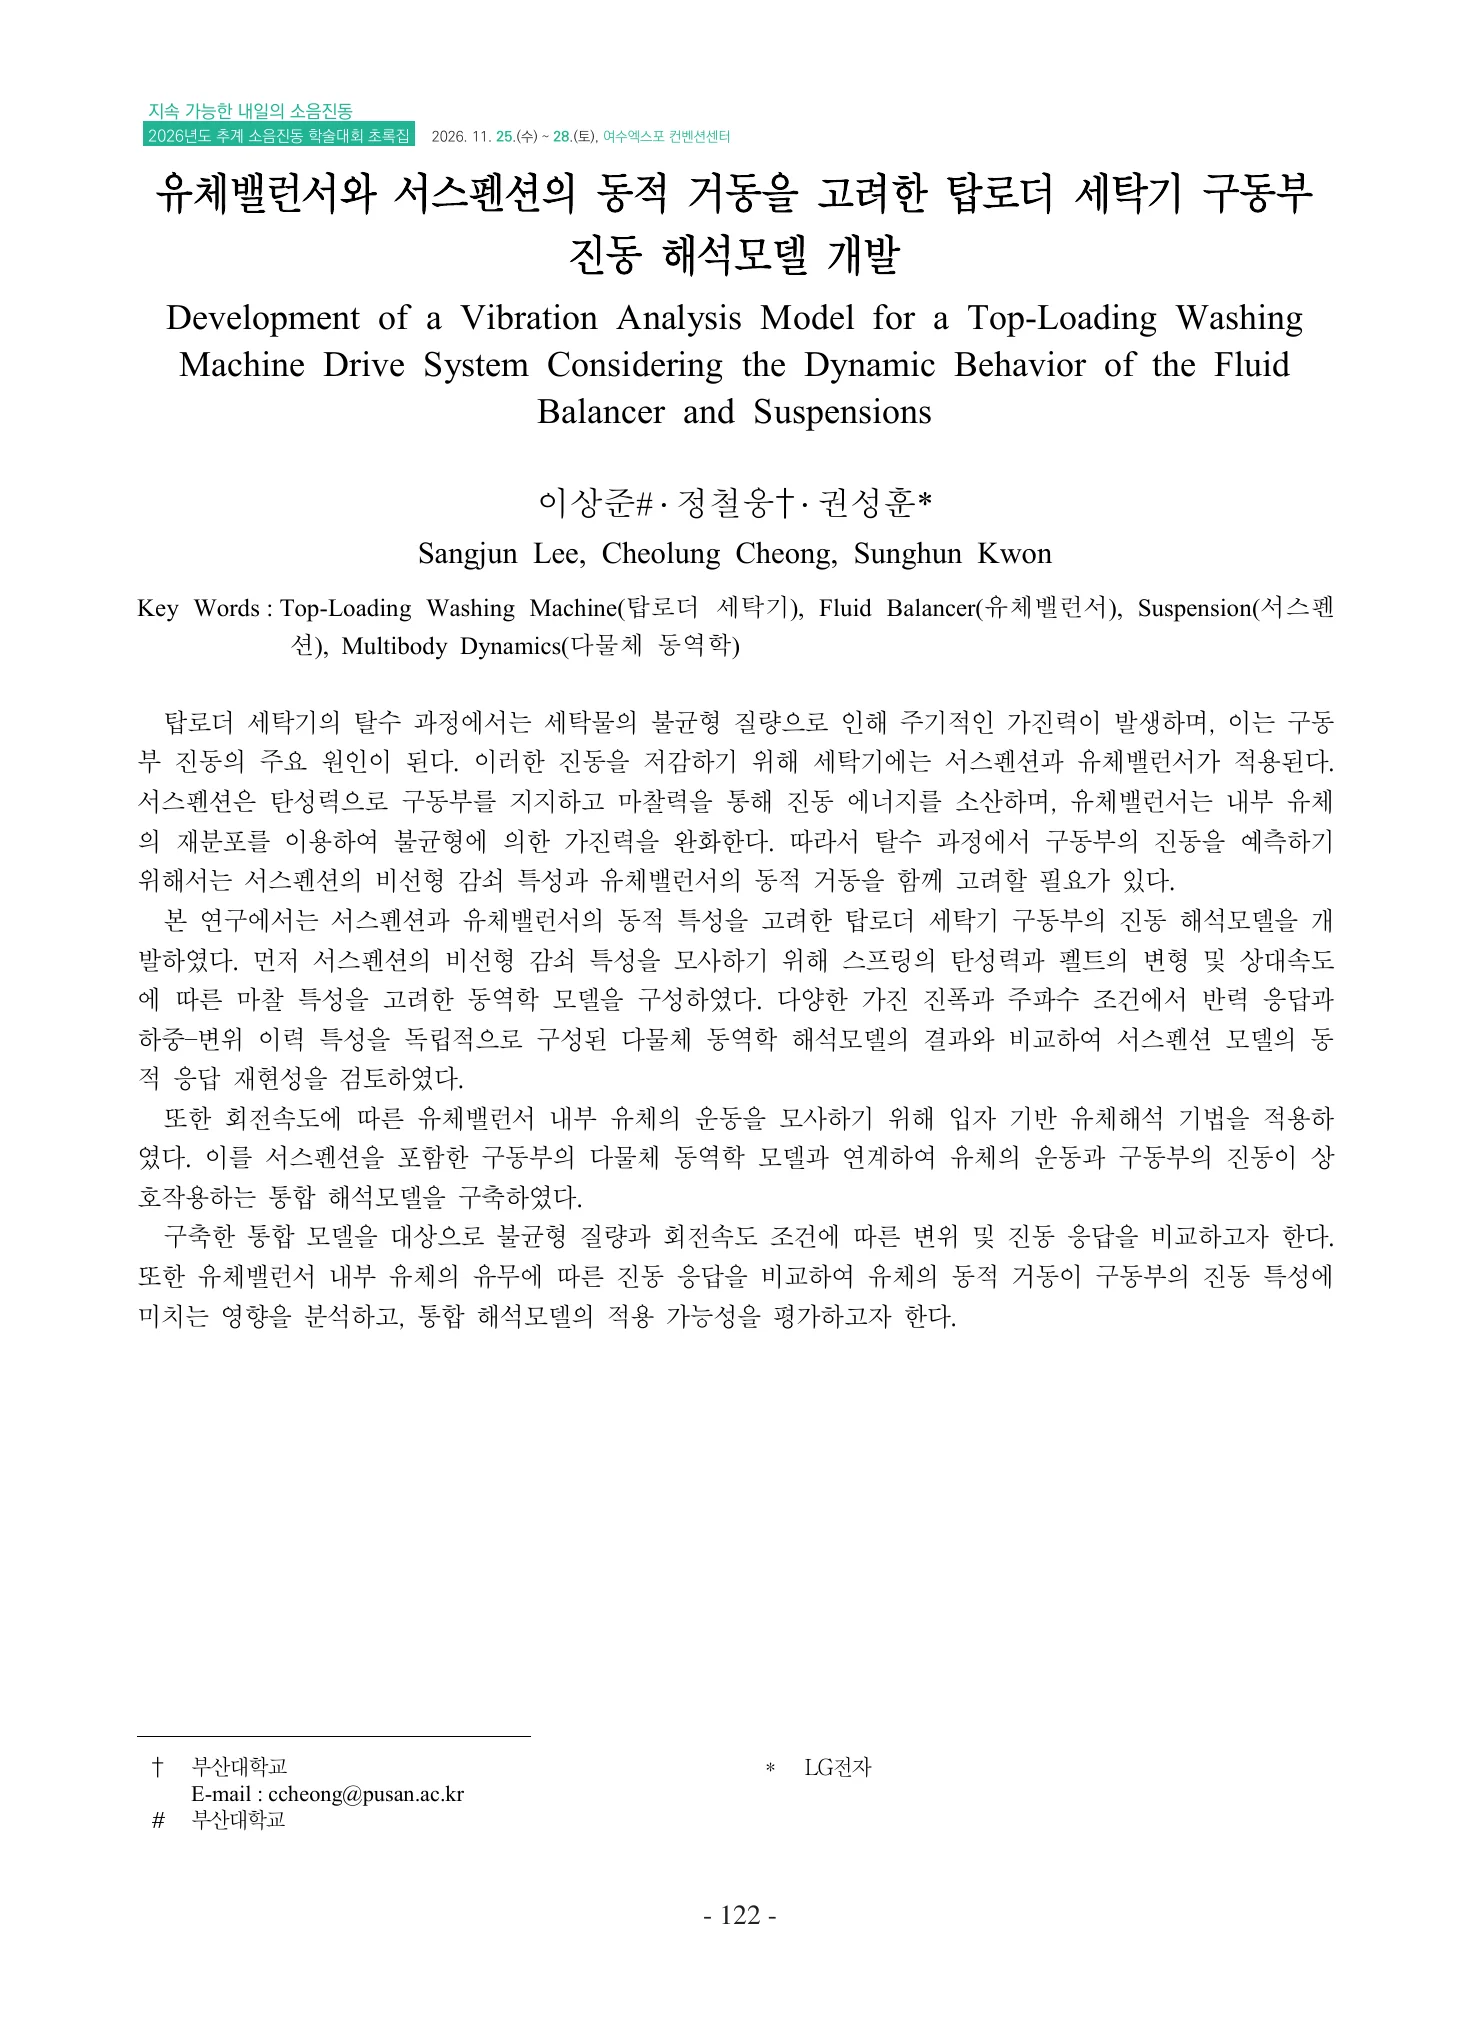 지속 가능한 내일의 소음진동
2026년도 추계 소음진동 학술대회 초록집 2026. 11. 25.(수) ~ 28.(토), 여수엑스포 컨벤션센터
유체밸런서와 서스펜션의 동적 거동을 고려한 탑로더 세탁기 구동부
진동 해석모델 개발
Development of a Vibration Analysis Model for a Top-Loading Washing
Machine Drive System Considering the Dynamic Behavior of the Fluid
Balancer and Suspensions
이상준# · 정철웅† · 권성훈*
Sangjun Lee, Cheolung Cheong, Sunghun Kwon
Key Words : Top-Loading Washing Machine(탑로더 세탁기), Fluid Balancer(유체밸런서), Suspension(서스펜
션), Multibody Dynamics(다물체 동역학)
탑로더 세탁기의 탈수 과정에서는 세탁물의 불균형 질량으로 인해 주기적인 가진력이 발생하며, 이는 구동
부 진동의 주요 원인이 된다. 이러한 진동을 저감하기 위해 세탁기에는 서스펜션과 유체밸런서가 적용된다.
서스펜션은 탄성력으로 구동부를 지지하고 마찰력을 통해 진동 에너지를 소산하며, 유체밸런서는 내부 유체
의 재분포를 이용하여 불균형에 의한 가진력을 완화한다. 따라서 탈수 과정에서 구동부의 진동을 예측하기
위해서는 서스펜션의 비선형 감쇠 특성과 유체밸런서의 동적 거동을 함께 고려할 필요가 있다.
본 연구에서는 서스펜션과 유체밸런서의 동적 특성을 고려한 탑로더 세탁기 구동부의 진동 해석모델을 개
발하였다. 먼저 서스펜션의 비선형 감쇠 특성을 모사하기 위해 스프링의 탄성력과 펠트의 변형 및 상대속도
에 따른 마찰 특성을 고려한 동역학 모델을 구성하였다. 다양한 가진 진폭과 주파수 조건에서 반력 응답과
하중–변위 이력 특성을 독립적으로 구성된 다물체 동역학 해석모델의 결과와 비교하여 서스펜션 모델의 동
적 응답 재현성을 검토하였다.
또한 회전속도에 따른 유체밸런서 내부 유체의 운동을 모사하기 위해 입자 기반 유체해석 기법을 적용하
였다. 이를 서스펜션을 포함한 구동부의 다물체 동역학 모델과 연계하여 유체의 운동과 구동부의 진동이 상
호작용하는 통합 해석모델을 구축하였다.
구축한 통합 모델을 대상으로 불균형 질량과 회전속도 조건에 따른 변위 및 진동 응답을 비교하고자 한다.
또한 유체밸런서 내부 유체의 유무에 따른 진동 응답을 비교하여 유체의 동적 거동이 구동부의 진동 특성에
미치는 영향을 분석하고, 통합 해석모델의 적용 가능성을 평가하고자 한다.
† 부산대학교
E-mail : ccheong@pusan.ac.kr
# 부산대학교
* LG전자
- 122 -